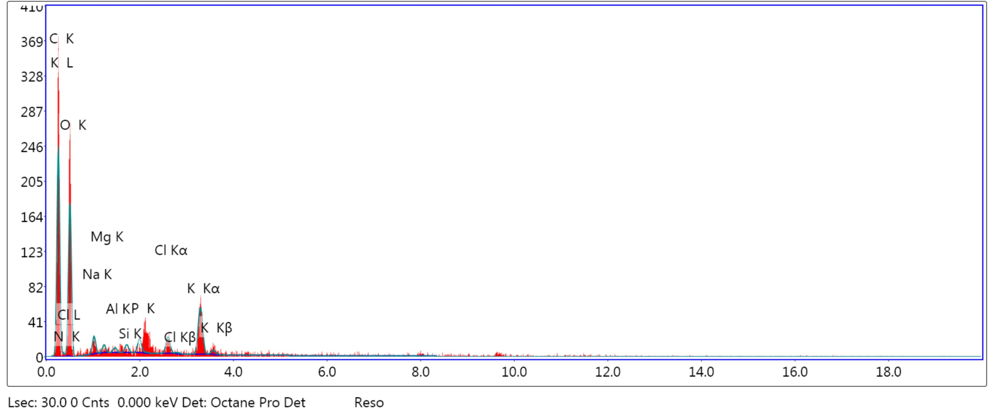 410
C K
369
K L
328
O K
287
246
205
164
Mg K
123
Cl Kα
Na K
82
K Kα
Al K P K
Cl L
41
Si K
K Kβ
N K
Cl Kβ
0
0.0 2.0 4.0 6.0 8.0 10.0 12.0 14.0 16.0 18.0
Lsec: 30.0 0 Cnts 0.000 keV Det: Octane Pro Det Reso